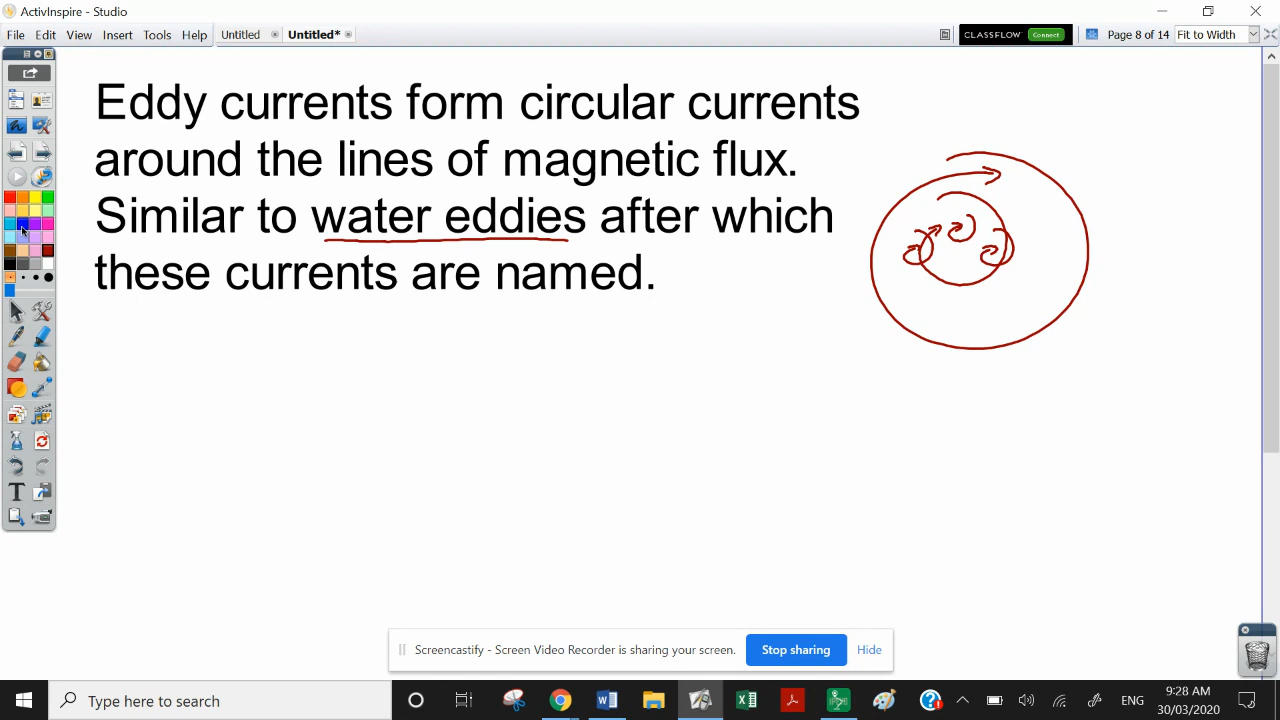 ActivInspire - Studio
File Edit View Insert Tools Help Untitled Untitled* CLASSFLOW Connect Page 8 of 14 Fit to Width
Eddy currents form circular currents
around the lines of magnetic flux.
Similar to water eddies after which
these currents are named.
Screencastify - Screen Video Recorder is sharing your screen. Stop sharing Hide
Type here to search ENG 9:28 AM
30/03/2020